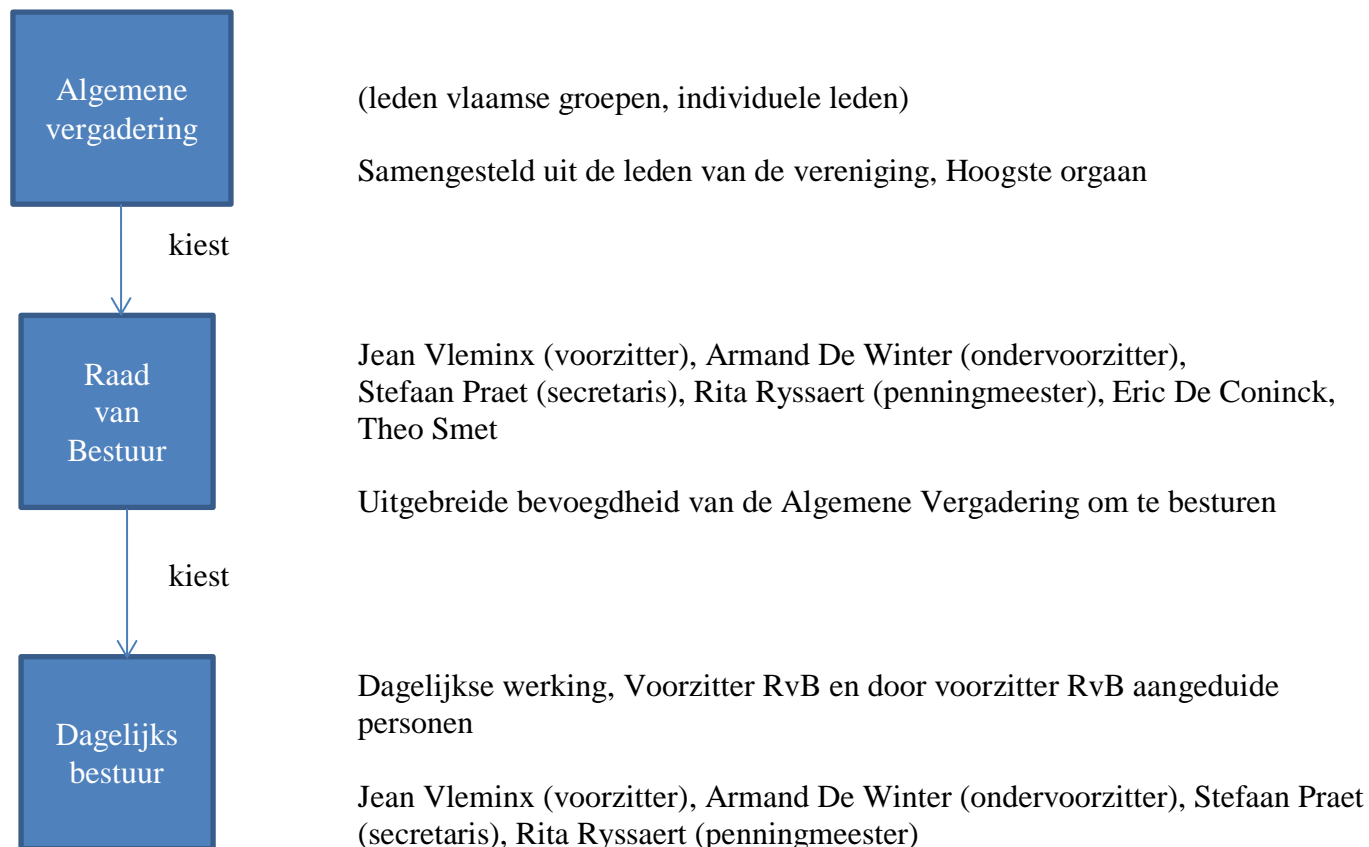 Algemene
vergadering
(leden vlaamse groepen, individuele leden)
Samengesteld uit de leden van de vereniging, Hoogste orgaan
kiest
Raad
van
Bestuur
Jean Vleminx (voorzitter), Armand De Winter (ondervoorzitter),
Stefaan Praet (secretaris), Rita Ryssaert (penningmeester), Eric De Coninck,
Theo Smet
Uitgebreide bevoegdheid van de Algemene Vergadering om te besturen
kiest
Dagelijks
bestuur
Dagelijkse werking, Voorzitter RvB en door voorzitter RvB aangeduide
personen
Jean Vleminx (voorzitter), Armand De Winter (ondervoorzitter), Stefaan Praet
(secretaris), Rita Ryssaert (penningmeester)